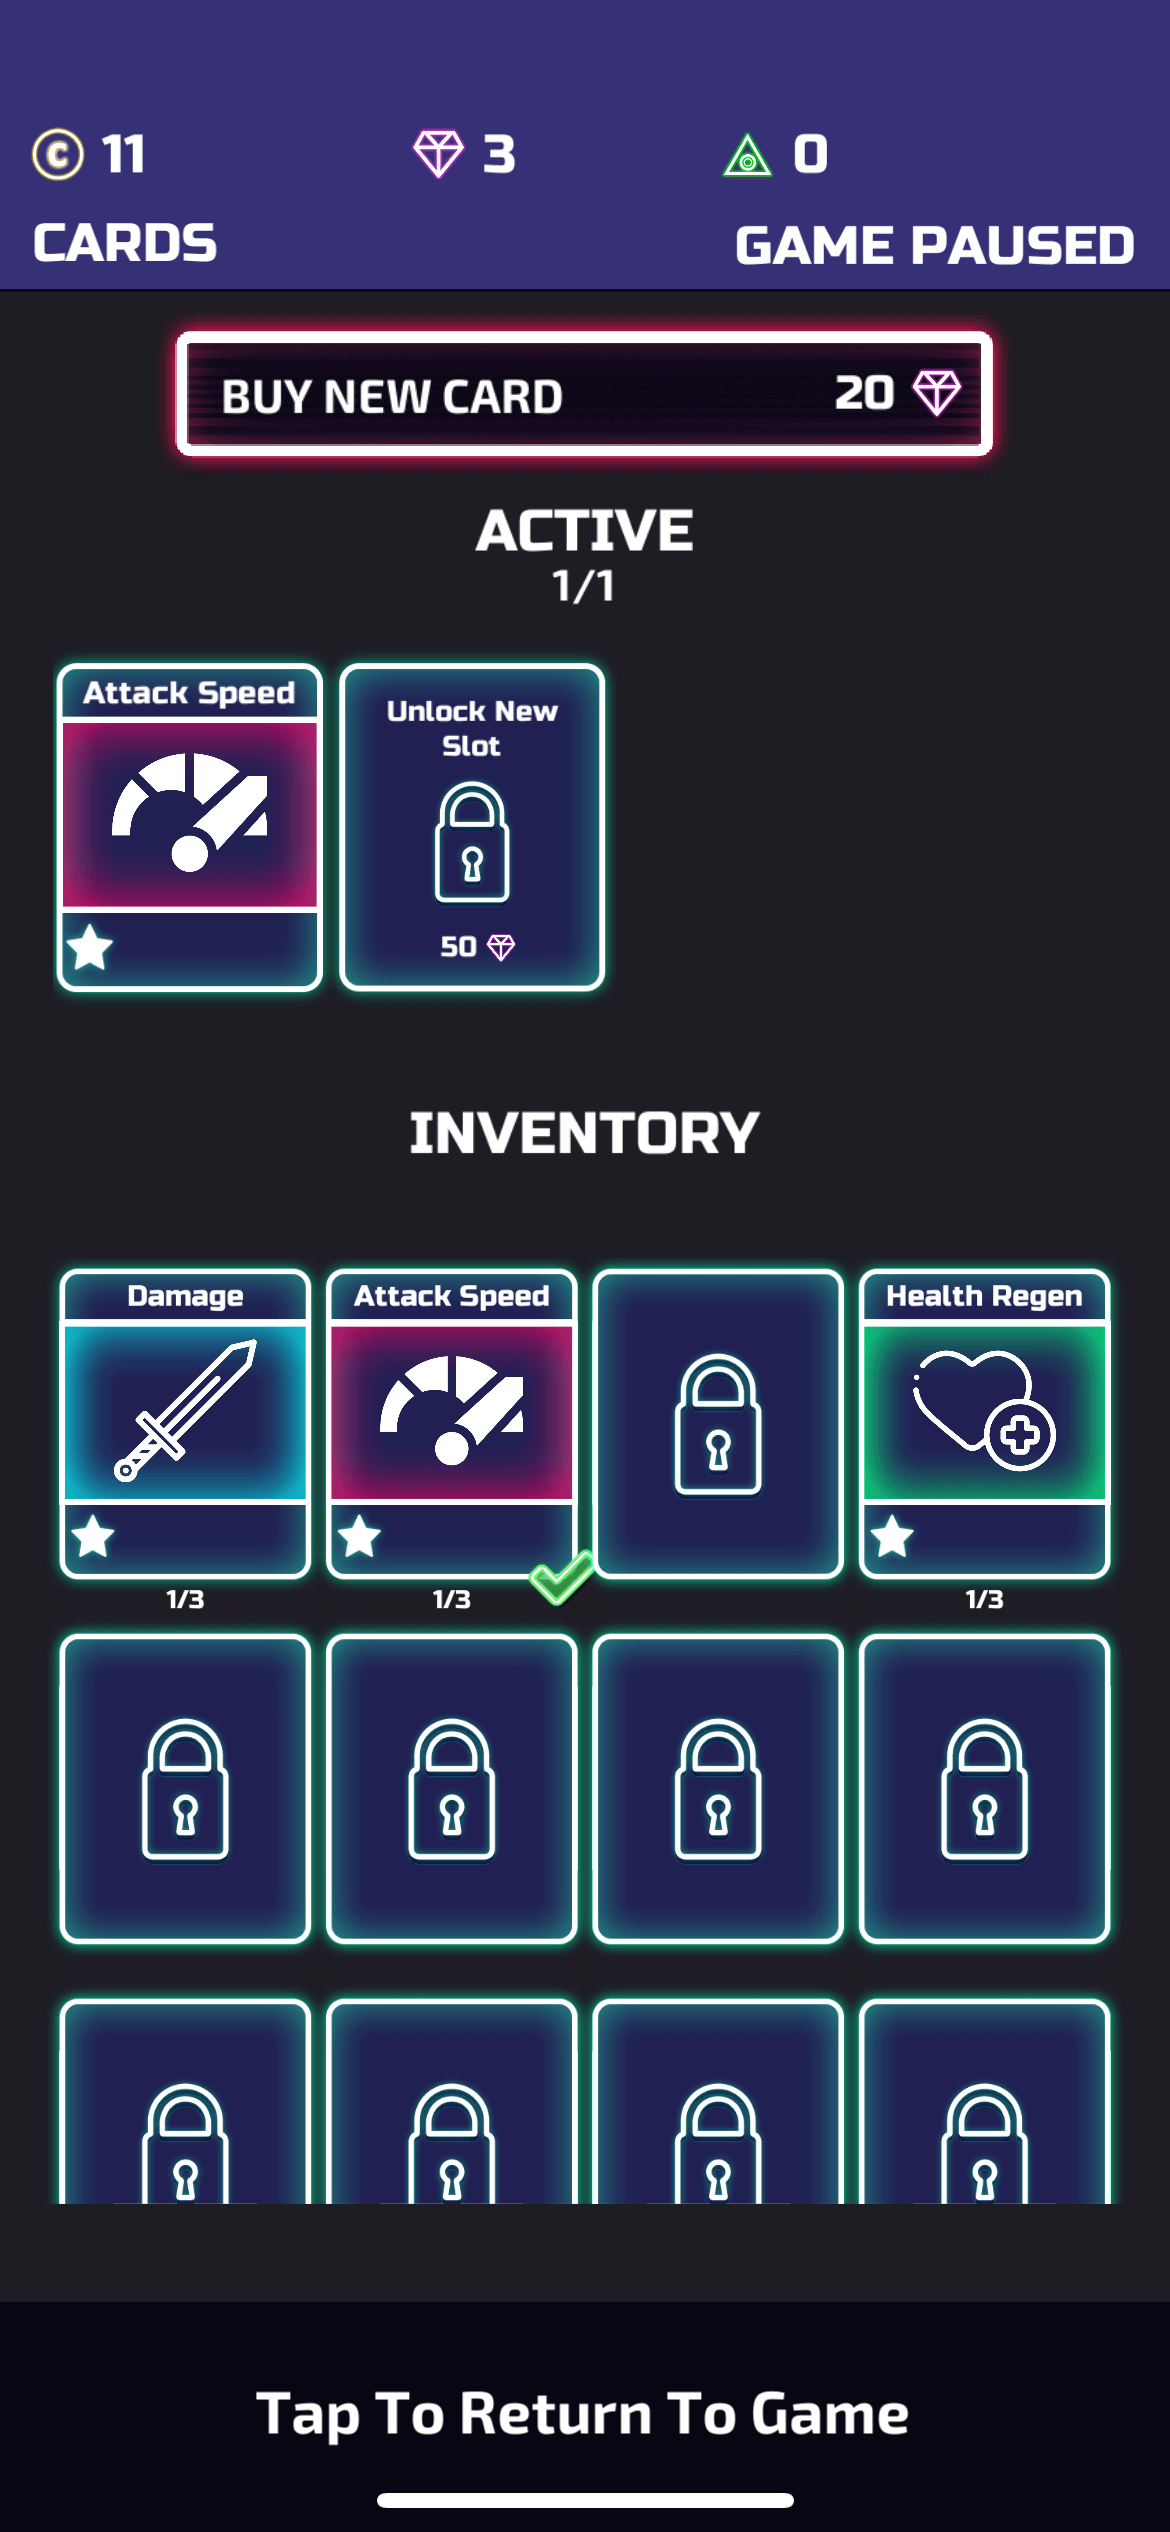 © 11 3 0
CARDS GAME PAUSED
BUY NEW CARD 20
ACTIVE
1/1
Attack Speed
Unlock New
Slot
50
INVENTORY
Damage Attack Speed Health Regen
1/3 1/3 1/3
Tap To Return To Game